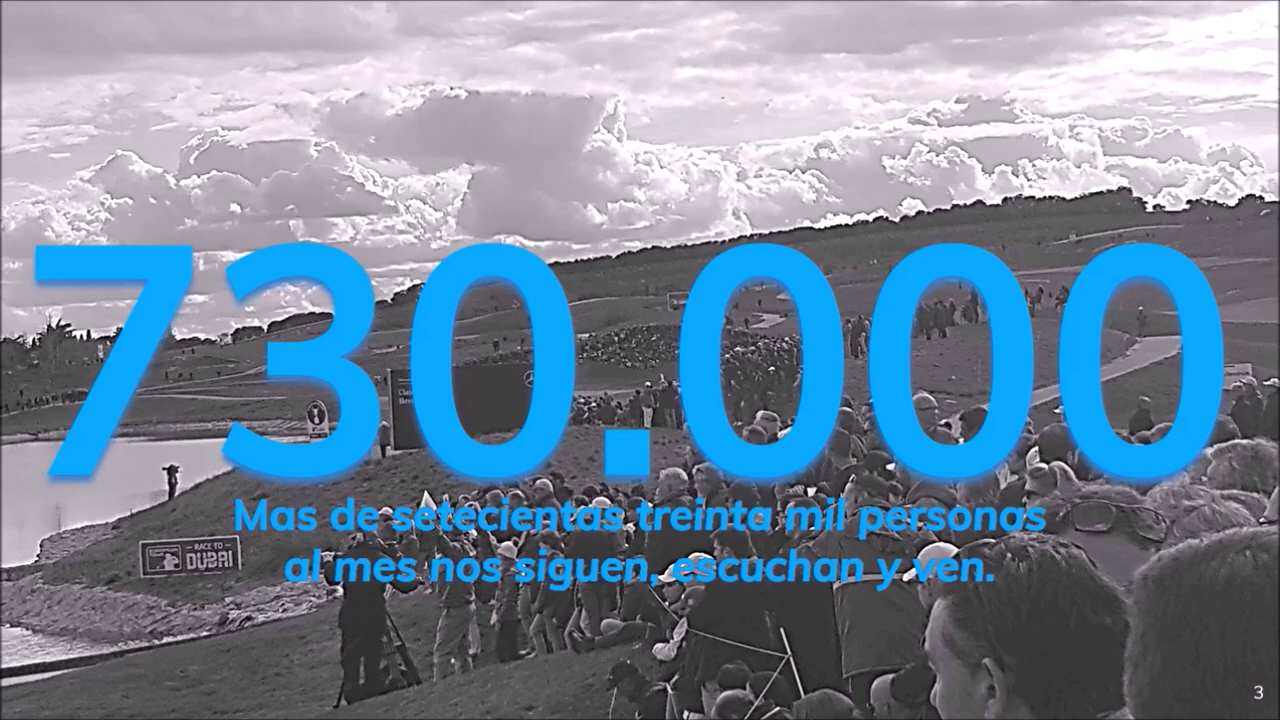 730.000
Mas de setecientas treinta mil personas
al mes nos siguen, escuchan y ven.
RACE TO
DUBAI
3